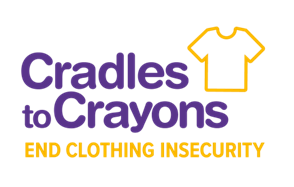 Cradles
to Crayons
END CLOTHING INSECURITY